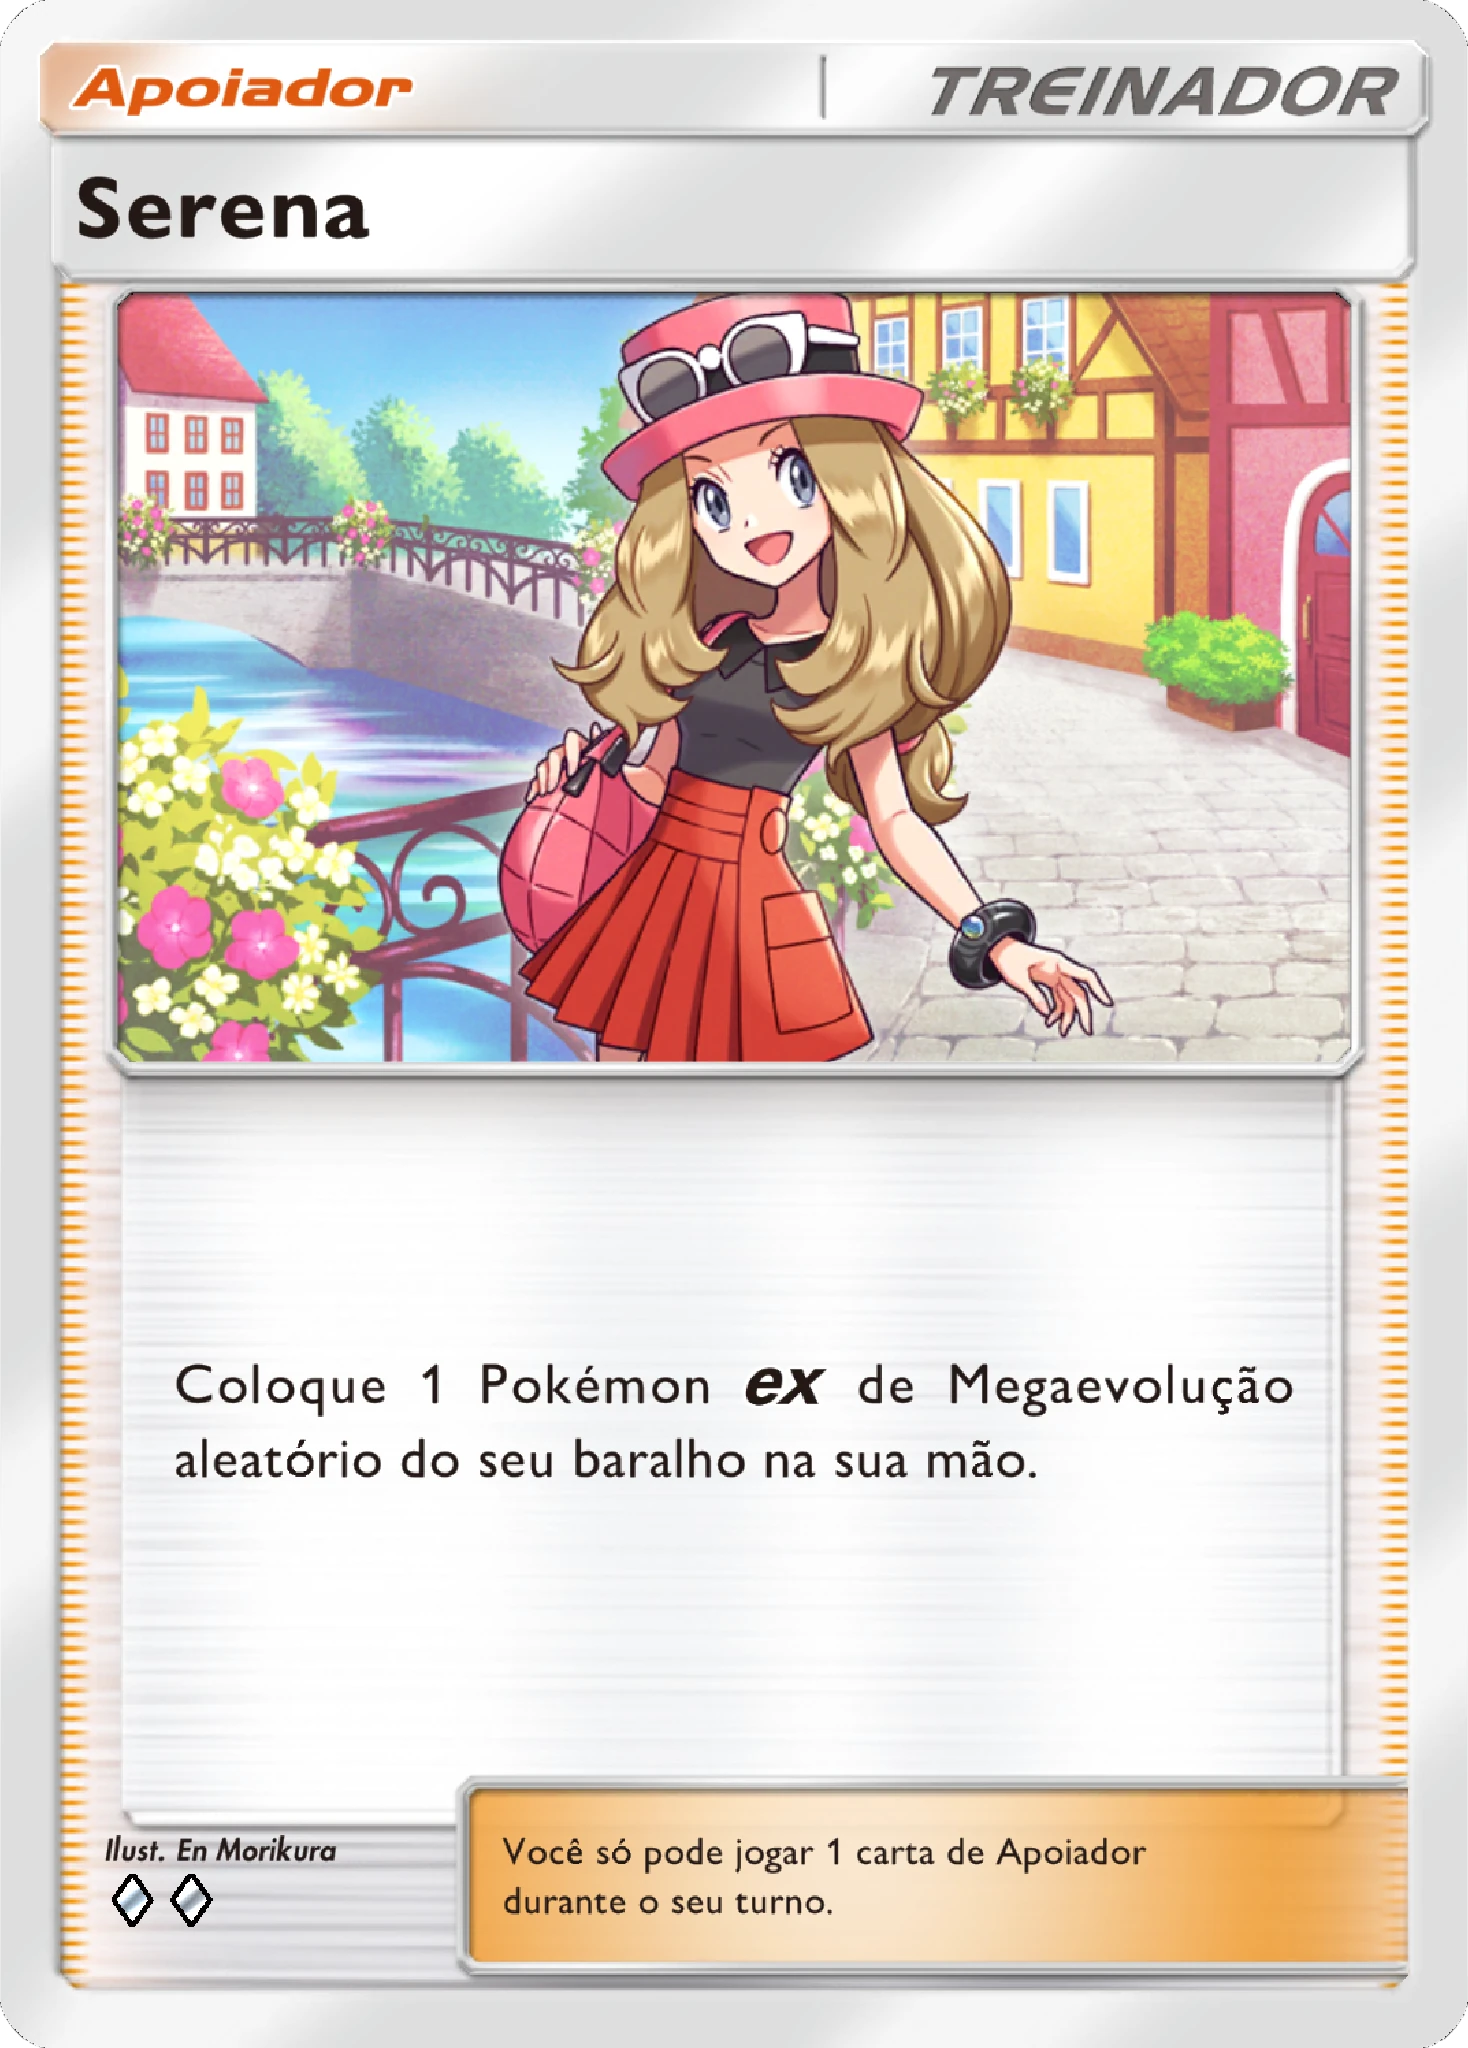 Apoiador
TREINADOR
Serena
Coloque 1 Pokémon ex de Megaevolução
aleatório do seu baralho na sua mão.
Ilust. En Morikura
Você só pode jogar 1 carta de Apoiador
durante o seu turno.